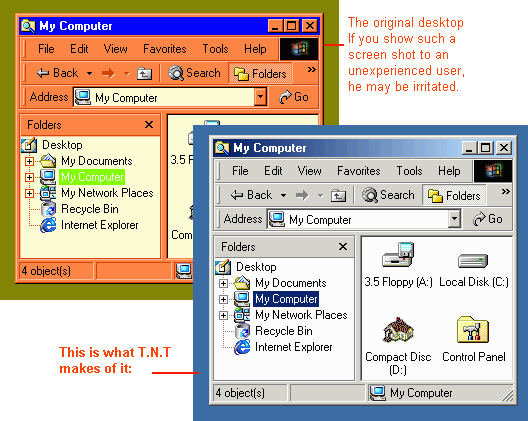 My Computer
File Edit View Favorites Tools Help
Back Search Folders »
Address My Computer Go
Folders
Desktop
My Documents
My Computer
My Network Places
Recycle Bin
Internet Explorer
3.5 F
Com
4 object(s)
The original desktop
If you show such a
screen shot to an
unexperienced user,
he may be irritated.
My Computer
File Edit View Favorites Tools Help
Back Search Folders »
Address My Computer Go
Folders
Desktop
My Documents
My Computer
My Network Places
Recycle Bin
Internet Explorer
3.5 Floppy (A:) Local Disk (C:)
Compact Disc Control Panel
(D:)
4 object(s) My Computer
This is what T.N.T
makes of it: